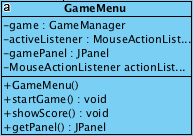 a
GameMenu
-game : GameManager
-activeListener : MouseActionList...
-gamePanel : JPanel
-MouseActionListener actionList...
+GameMenu()
+startGame() : void
+showScore() : void
+getPanel() : JPanel